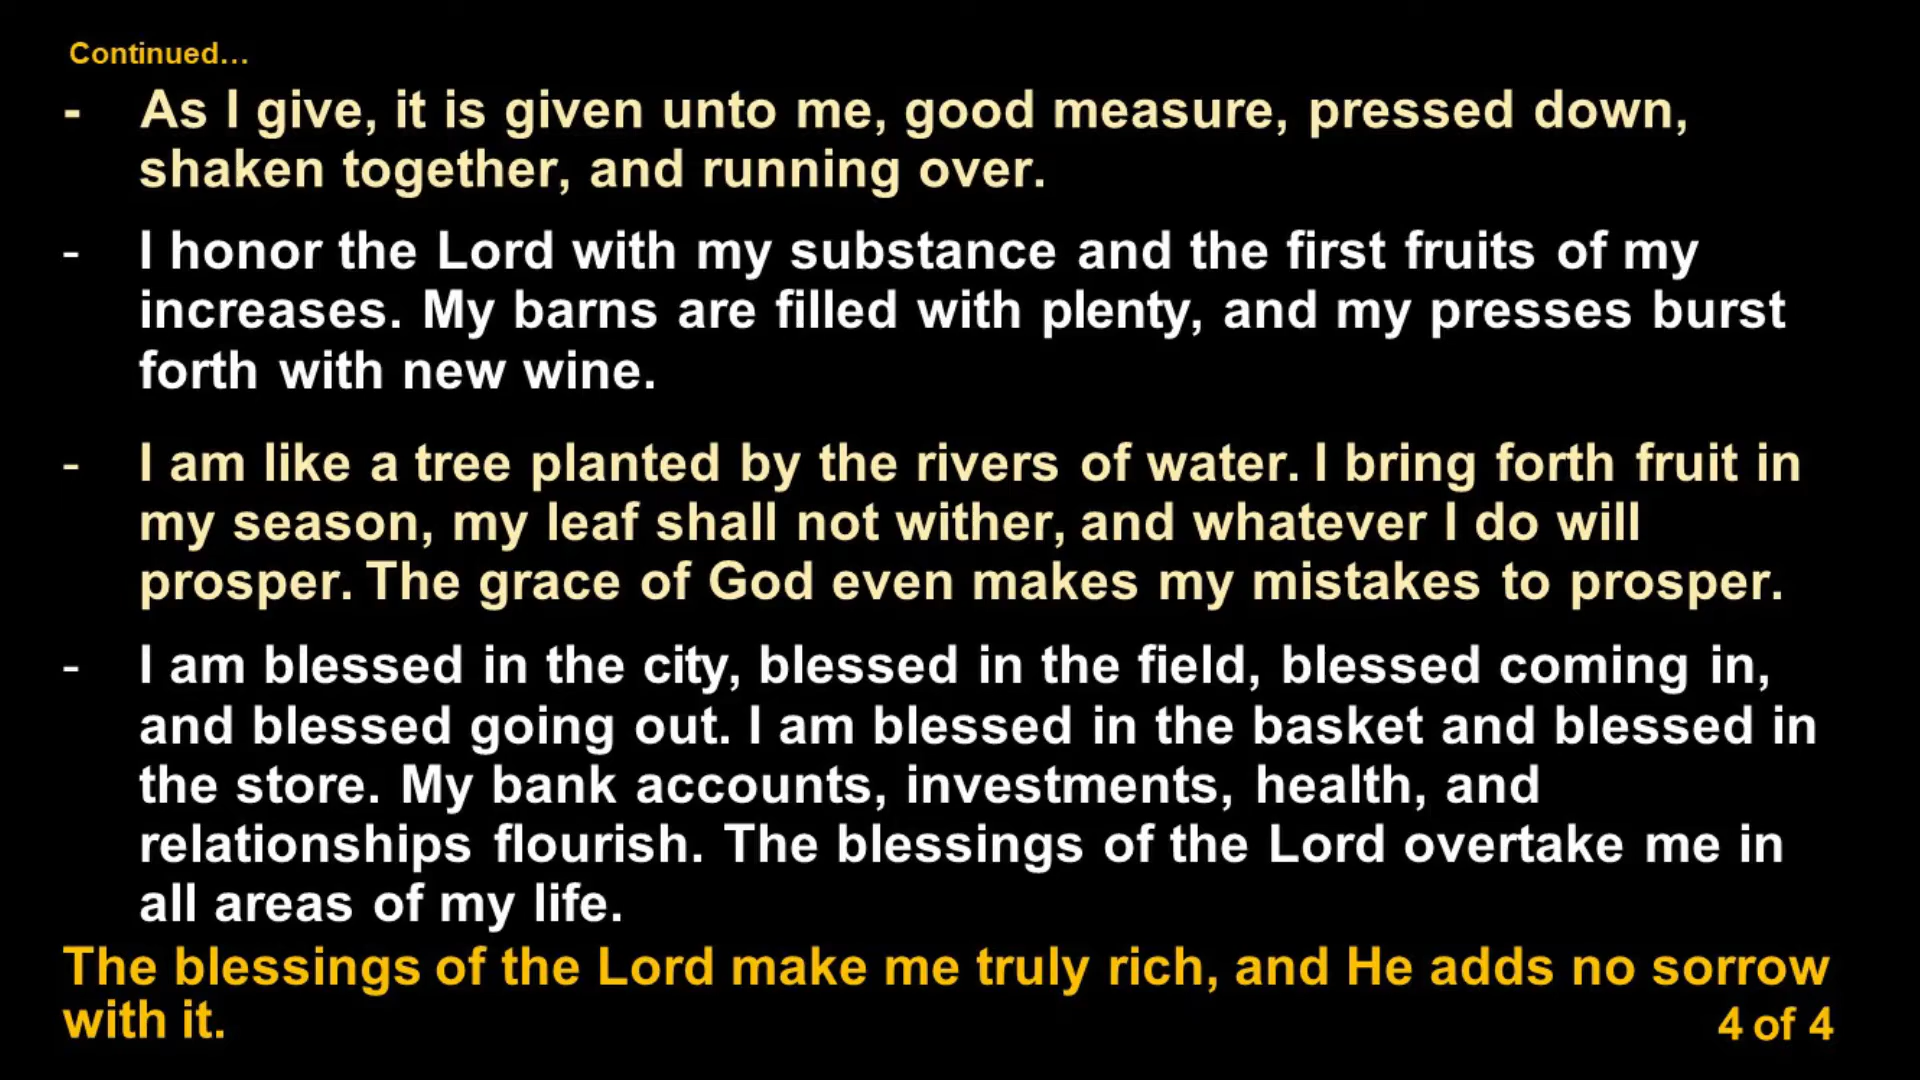 Continued...
- As I give, it is given unto me, good measure, pressed down,
shaken together, and running over.
- I honor the Lord with my substance and the first fruits of my
increases. My barns are filled with plenty, and my presses burst
forth with new wine.
- I am like a tree planted by the rivers of water. I bring forth fruit in
my season, my leaf shall not wither, and whatever I do will
prosper. The grace of God even makes my mistakes to prosper.
- I am blessed in the city, blessed in the field, blessed coming in,
and blessed going out. I am blessed in the basket and blessed in
the store. My bank accounts, investments, health, and
relationships flourish. The blessings of the Lord overtake me in
all areas of my life.
The blessings of the Lord make me truly rich, and He adds no sorrow
with it.
4 of 4